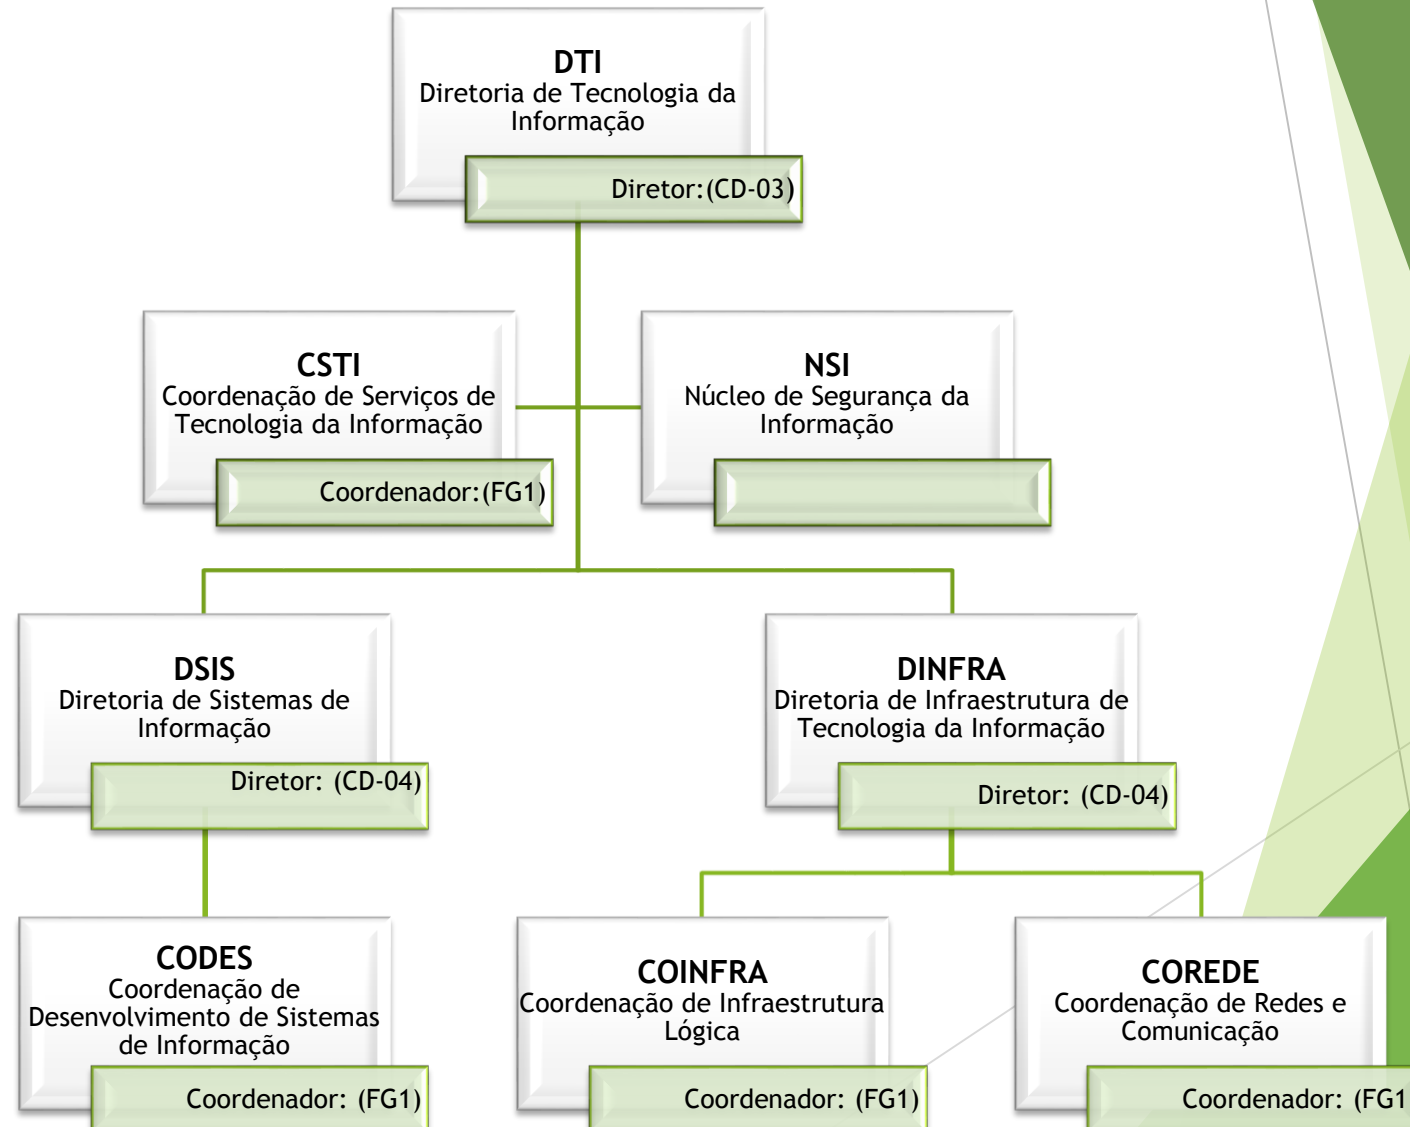 DTI
Diretoria de Tecnologia da
Informação
Diretor:(CD-03)
CSTI
Coordenação de Serviços de
Tecnologia da Informação
Coordenador:(FG1)
NSI
Núcleo de Segurança da
Informação
DSIS
Diretoria de Sistemas de
Informação
Diretor: (CD-04)
DINFRA
Diretoria de Infraestrutura de
Tecnologia da Informação
Diretor: (CD-04)
CODES
Coordenação de
Desenvolvimento de Sistemas
de Informação
Coordenador: (FG1)
COINFRA
Coordenação de Infraestrutura
Lógica
Coordenador: (FG1)
COREDE
Coordenação de Redes e
Comunicação
Coordenador: (FG1